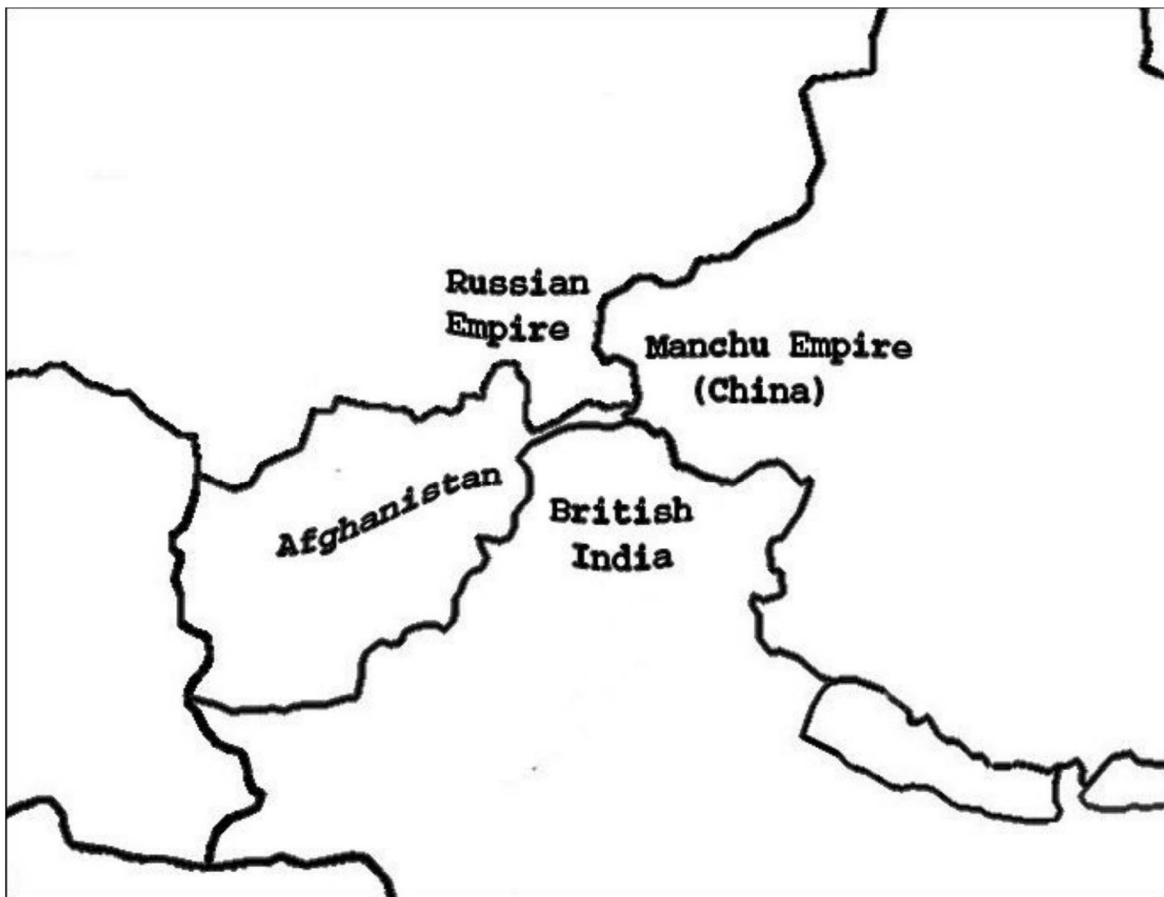 Russian
Empire
Manchu Empire
(China)
Afghanistan
British
India